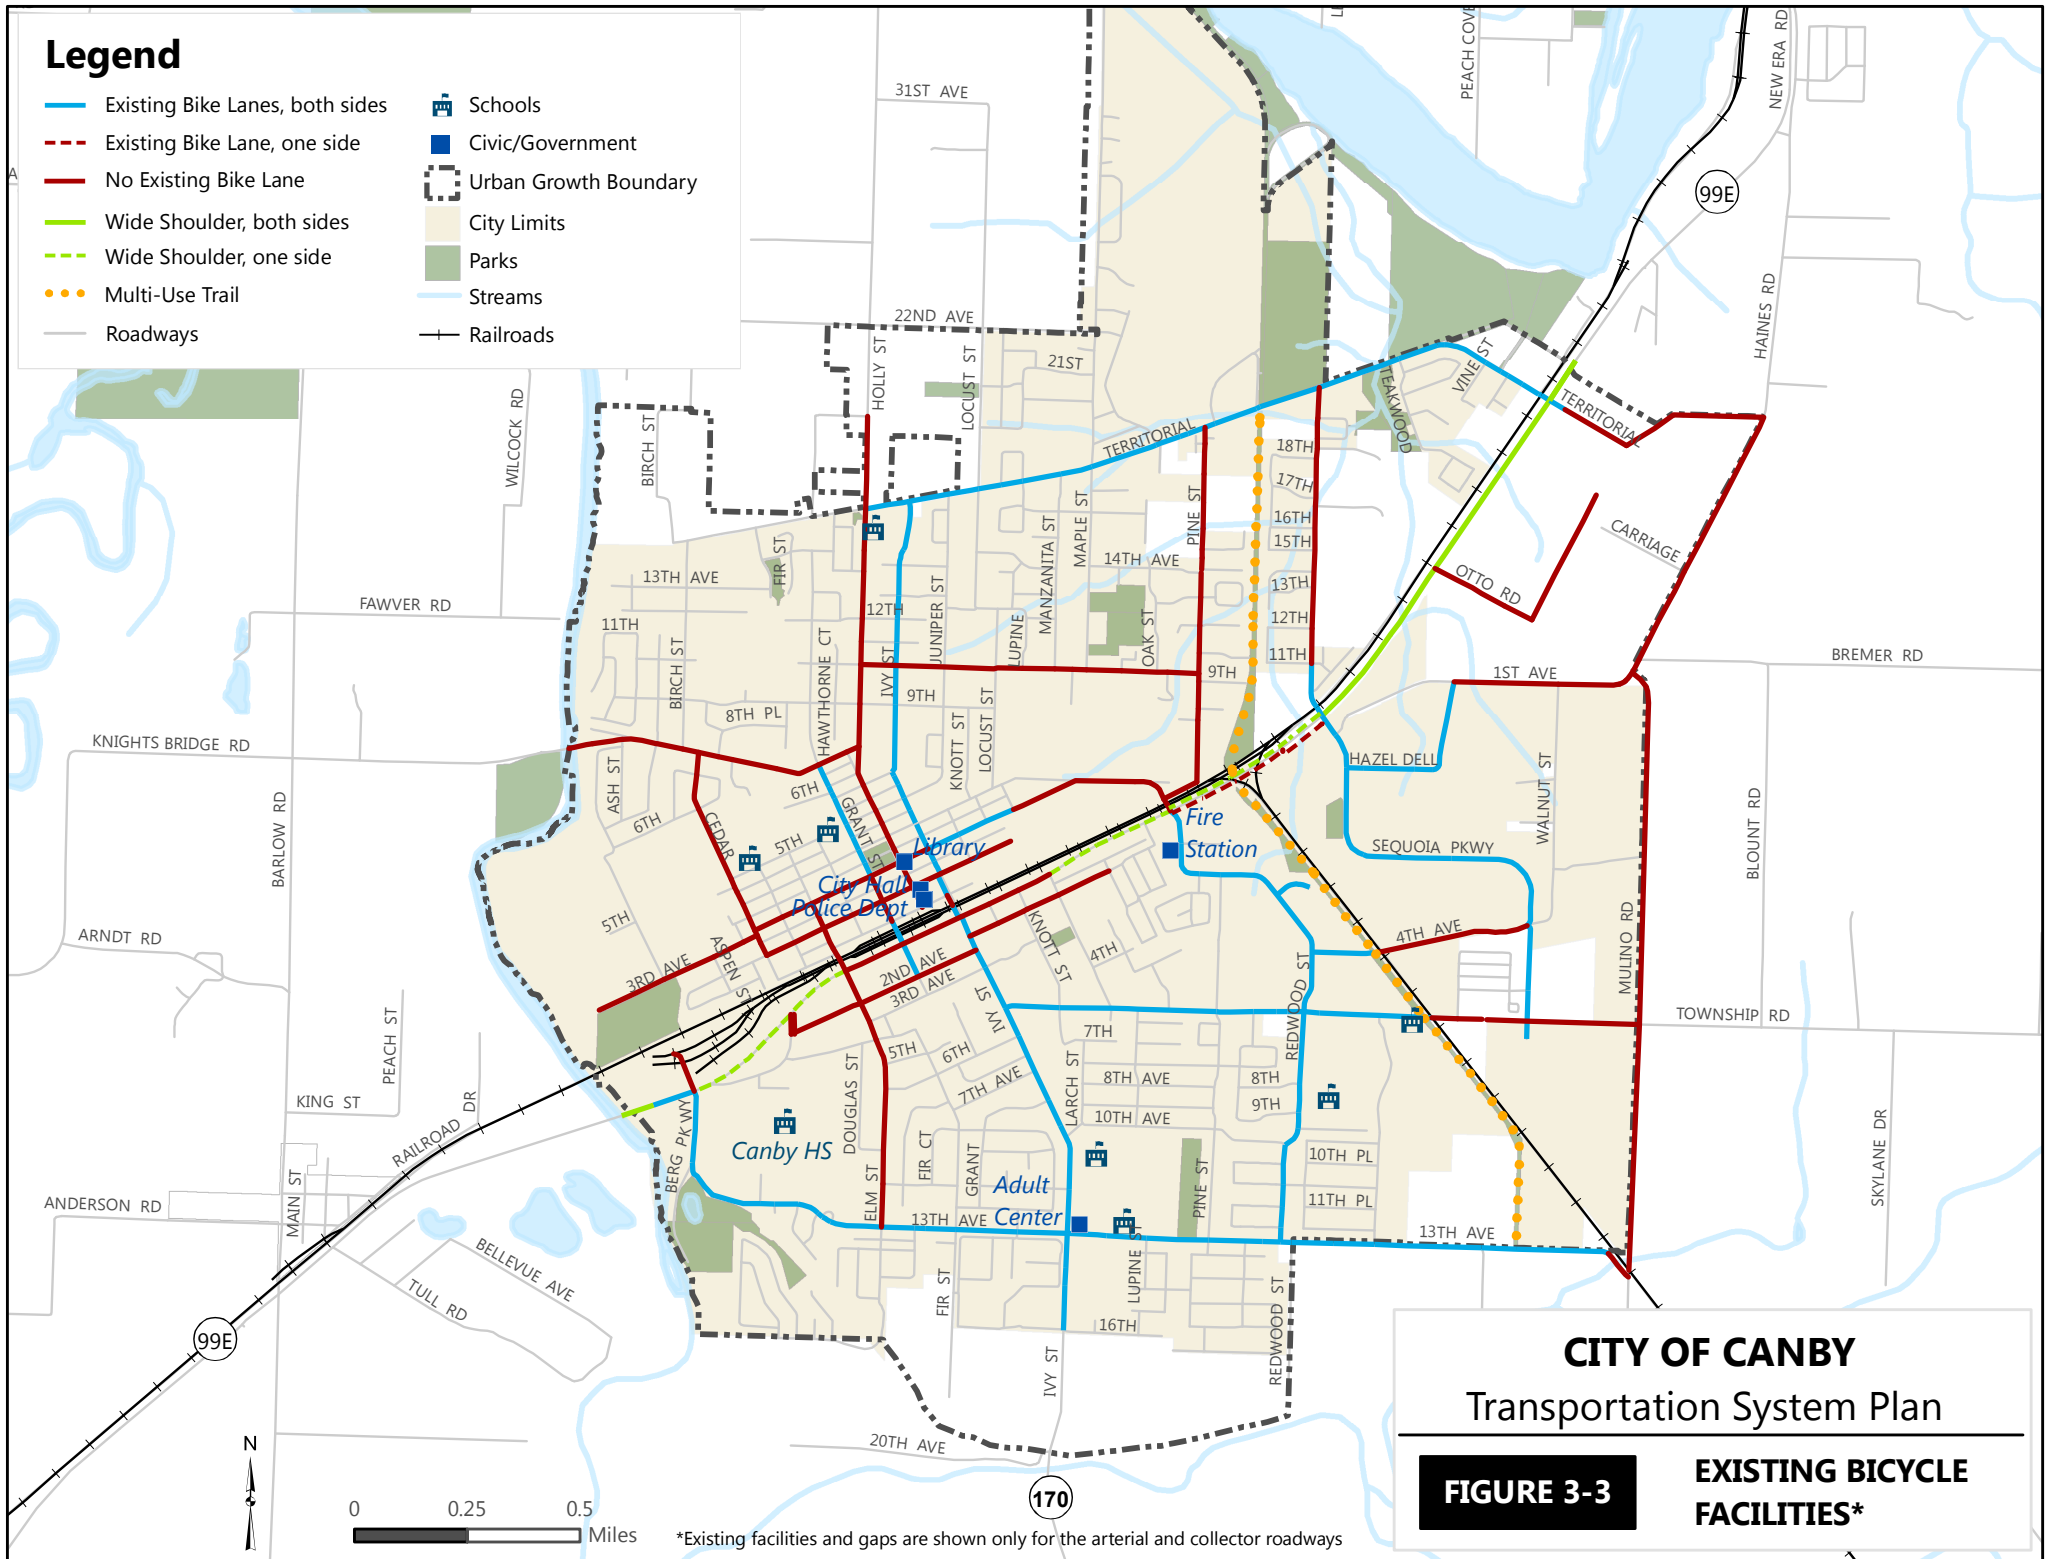 Legend
Existing Bike Lanes, both sides
Existing Bike Lane, one side
No Existing Bike Lane
Wide Shoulder, both sides
Wide Shoulder, one side
Multi-Use Trail
Roadways
Schools
Civic/Government
Urban Growth Boundary
City Limits
Parks
Streams
Railroads
31ST AVE
PEACH COVE
NEW ERA RD
99E
22ND AVE
HOLLY ST
LOCUST ST
21ST
HAINES RD
VINE ST
TEAKWOOD
TERRITORIAL
TERRITORIAL
WILCOCK RD
BIRCH ST
18TH
17TH
16TH
15TH
13TH
12TH
11TH
PINE ST
MAPLE ST
MANZANITA ST
14TH AVE
CARRIAGE
OTTO RD
FIR ST
13TH AVE
FAWVER RD
11TH
12TH
JUNIPER ST
LUPINE
OAK ST
BIRCH ST
HAWTHORNE CT
IVY ST
9TH
9TH
8TH PL
KNOTT ST
LOCUST ST
1ST AVE
BREMER RD
KNIGHTS BRIDGE RD
HAZEL DELL
ASH ST
6TH
6TH
CEDAR
5TH
GRANT ST
WALNUT ST
BLOUNT RD
BARLOW RD
SEQUOIA PKWY
Fire
Station
Library
City Hall
Police Dept
5TH
ARNDT RD
3RD AVE
ASPEN ST
2ND AVE
3RD AVE
KNOTT ST
4TH
4TH AVE
MULINO RD
REDWOOD ST
IVY ST
TOWNSHIP RD
PEACH ST
7TH
5TH
6TH
7TH AVE
DOUGLAS ST
LARCH ST
8TH AVE
8TH
9TH
10TH AVE
KING ST
RAILROAD DR
BERG PKWY
Canby HS
FIR CT
GRANT
10TH PL
11TH PL
SKYLANE DR
ANDERSON RD
MAIN ST
ELM ST
13TH AVE
Adult
Center
PINE ST
13TH AVE
BELLEVUE AVE
TULL RD
FIR ST
LUPINE ST
REDWOOD ST
16TH
99E
IVY ST
20TH AVE
170
N
0 0.25 0.5
Miles
*Existing facilities and gaps are shown only for the arterial and collector roadways
CITY OF CANBY
Transportation System Plan
FIGURE 3-3
EXISTING BICYCLE
FACILITIES*